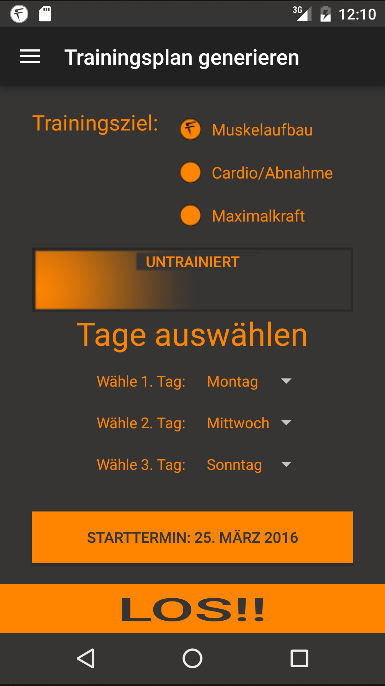 3G 12:10
Trainingsplan generieren
Trainingsziel:
Muskelaufbau
Cardio/Abnahme
Maximalkraft
UNTRAINIERT
Tage auswählen
Wähle 1. Tag: Montag
Wähle 2. Tag: Mittwoch
Wähle 3. Tag: Sonntag
STARTTERMIN: 25. MÄRZ 2016
LOS!!